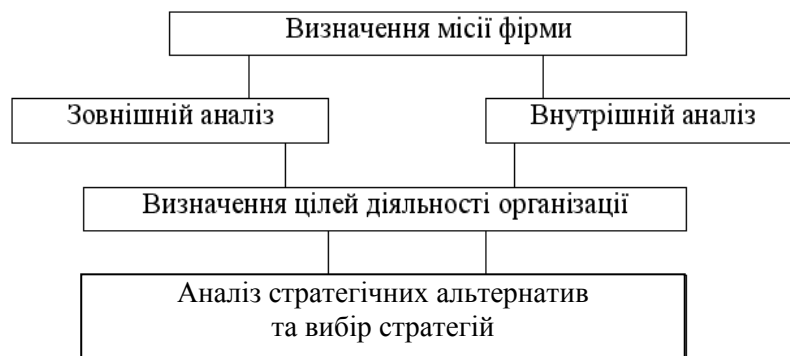 Визначення місії фірми
Зовнішній аналіз
Внутрішній аналіз
Визначення цілей діяльності організації
Аналіз стратегічних альтернатив
та вибір стратегій